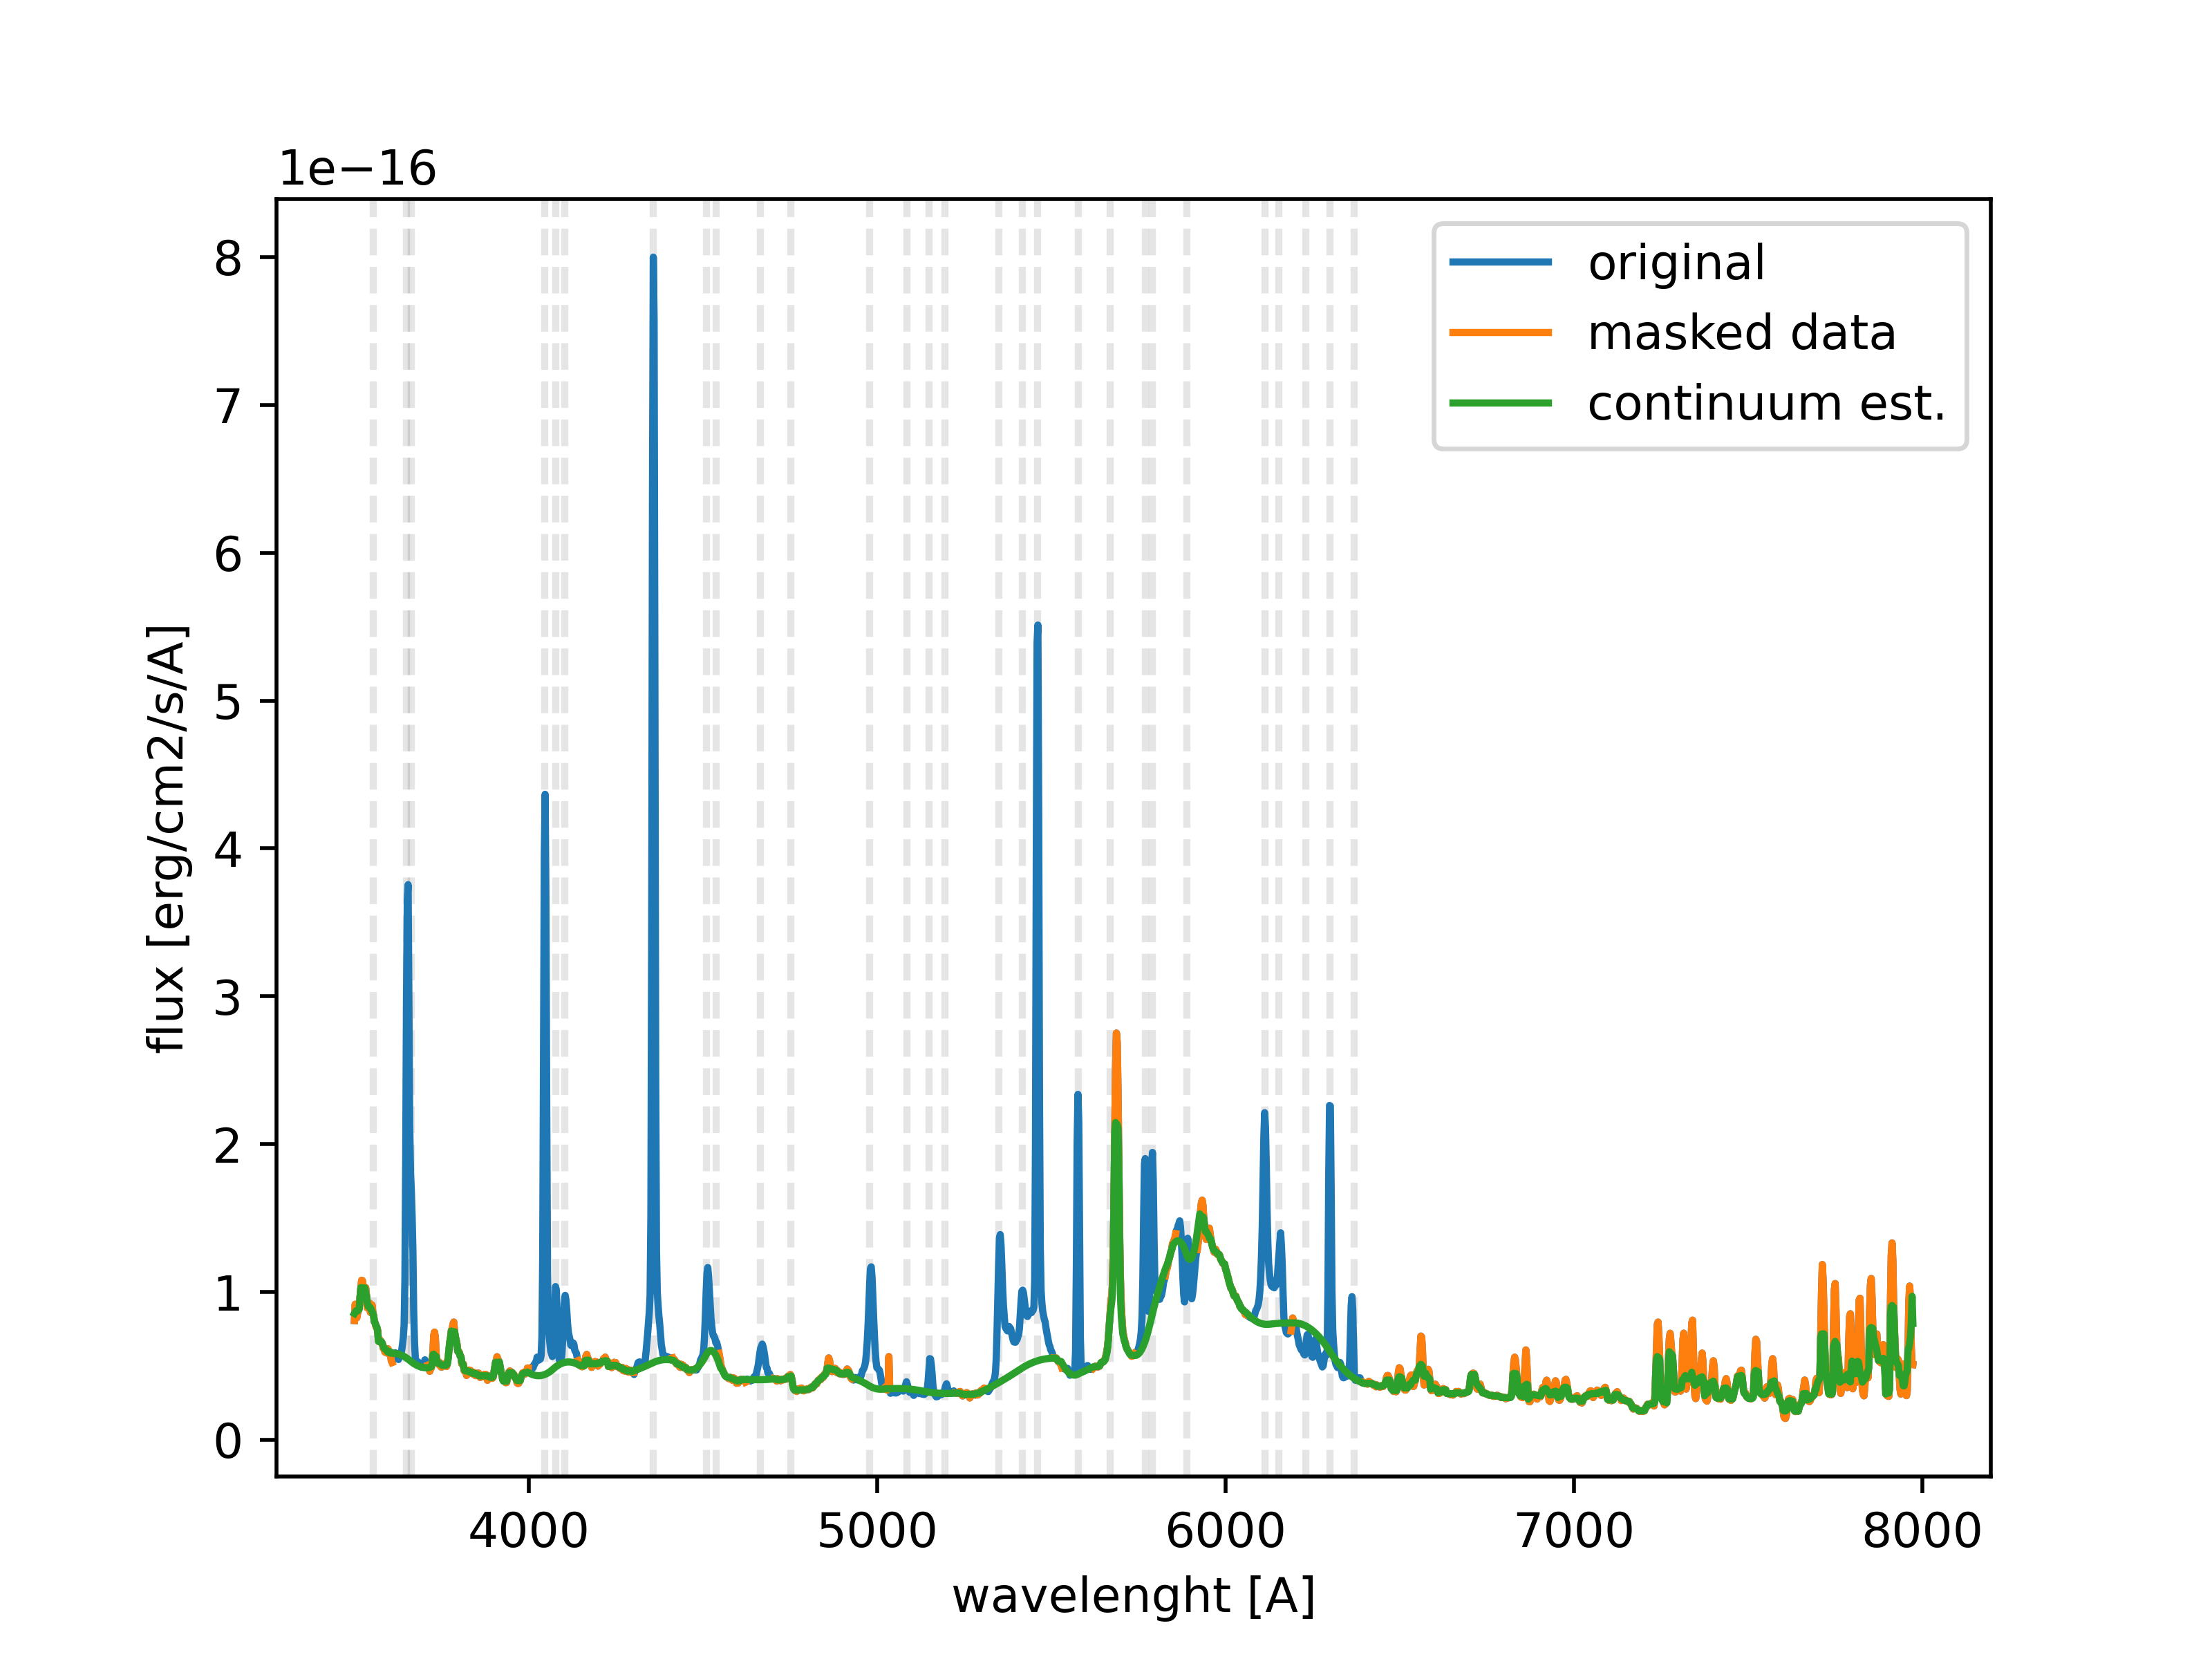 1e−16
original
masked data
continuum est.
8
7
6
5
4
3
2
1
0
flux [erg/cm2/s/A]
4000 5000 6000 7000 8000
wavelenght [A]